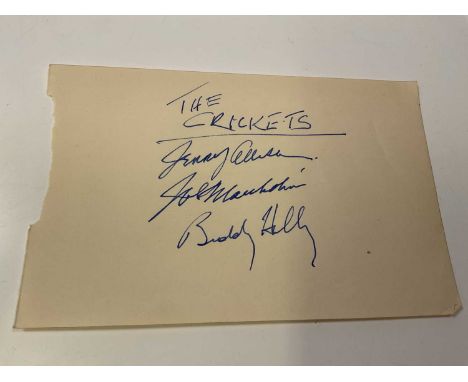 THE
CRICKETS
Jerry Allison.
Joe Mauldin
Buddy Holly